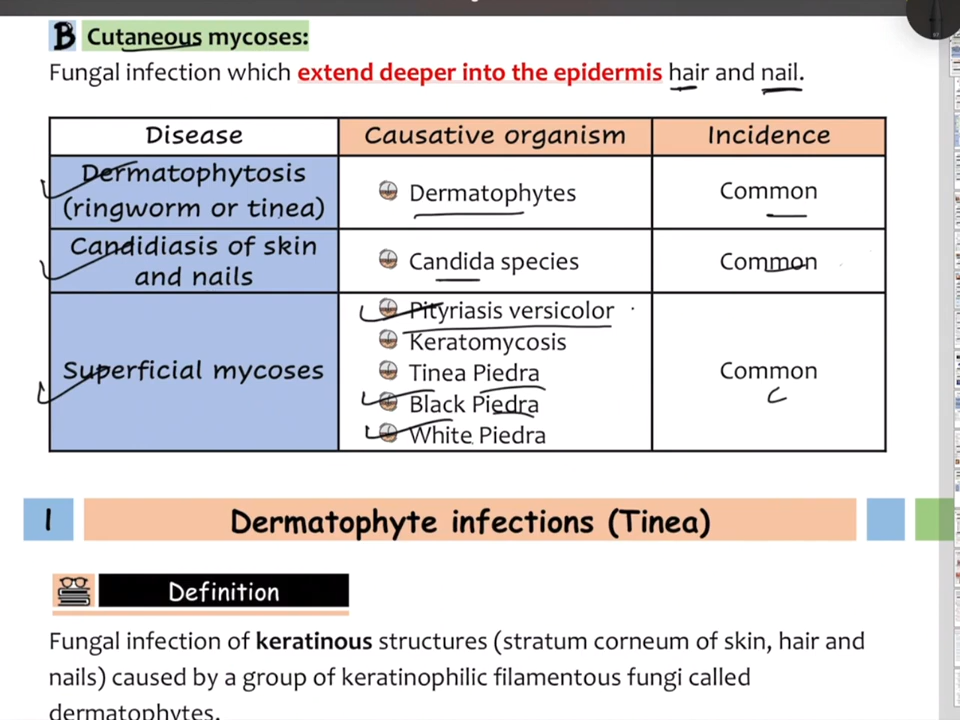 B Cutaneous mycoses:
Fungal infection which extend deeper into the epidermis hair and nail.
Disease Causative organism Incidence
Dermatophytosis
(ringworm or tinea)
Dermatophytes
Common
Candidiasis of skin
and nails
Candida species
Common
Superficial mycoses
Pityriasis versicolor
Keratomycosis
Tinea Piedra
Black Piedra
White Piedra
Common
1 Dermatophyte infections (Tinea)
Definition
Fungal infection of keratinous structures (stratum corneum of skin, hair and
nails) caused by a group of keratinophilic filamentous fungi called
dermatophytes.